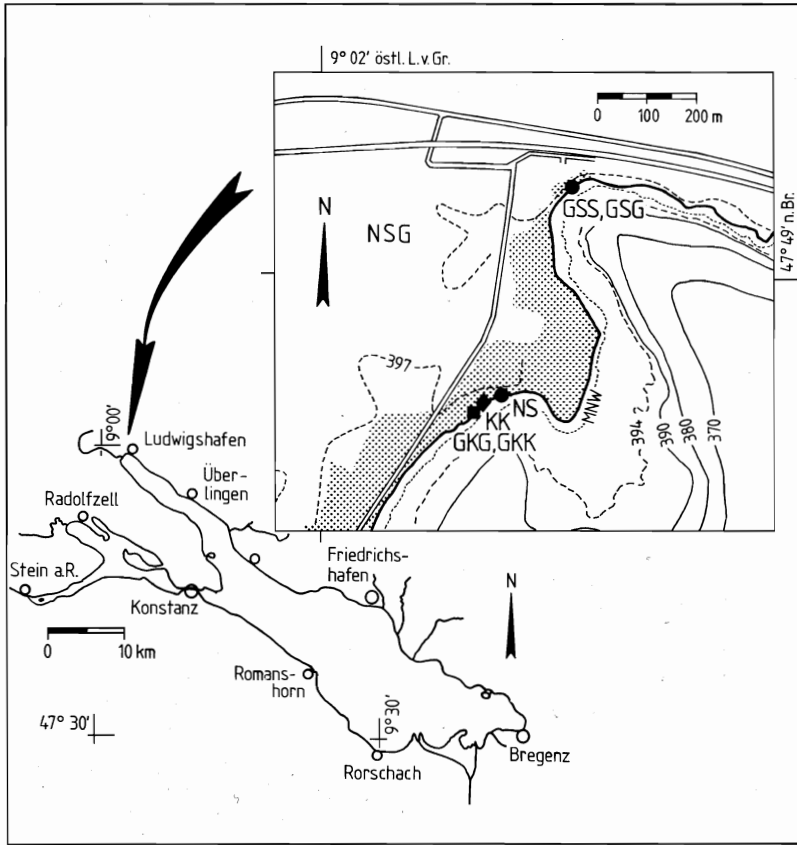 9° 02' östl. L.v.Gr.
0 100 200 m
N
NSG
GSS,GSG
47° 49' n.Br.
397
NS
KK
GKG,GKK
MNW
394 ?
390
380
370
9°00'
Ludwigshafen
Über-
lingen
Radolfzell
Stein a.R.
Konstanz
Friedrichs-
hafen
N
0 10 km
Romans-
horn
47° 30'
9° 30'
Rorschach
Bregenz